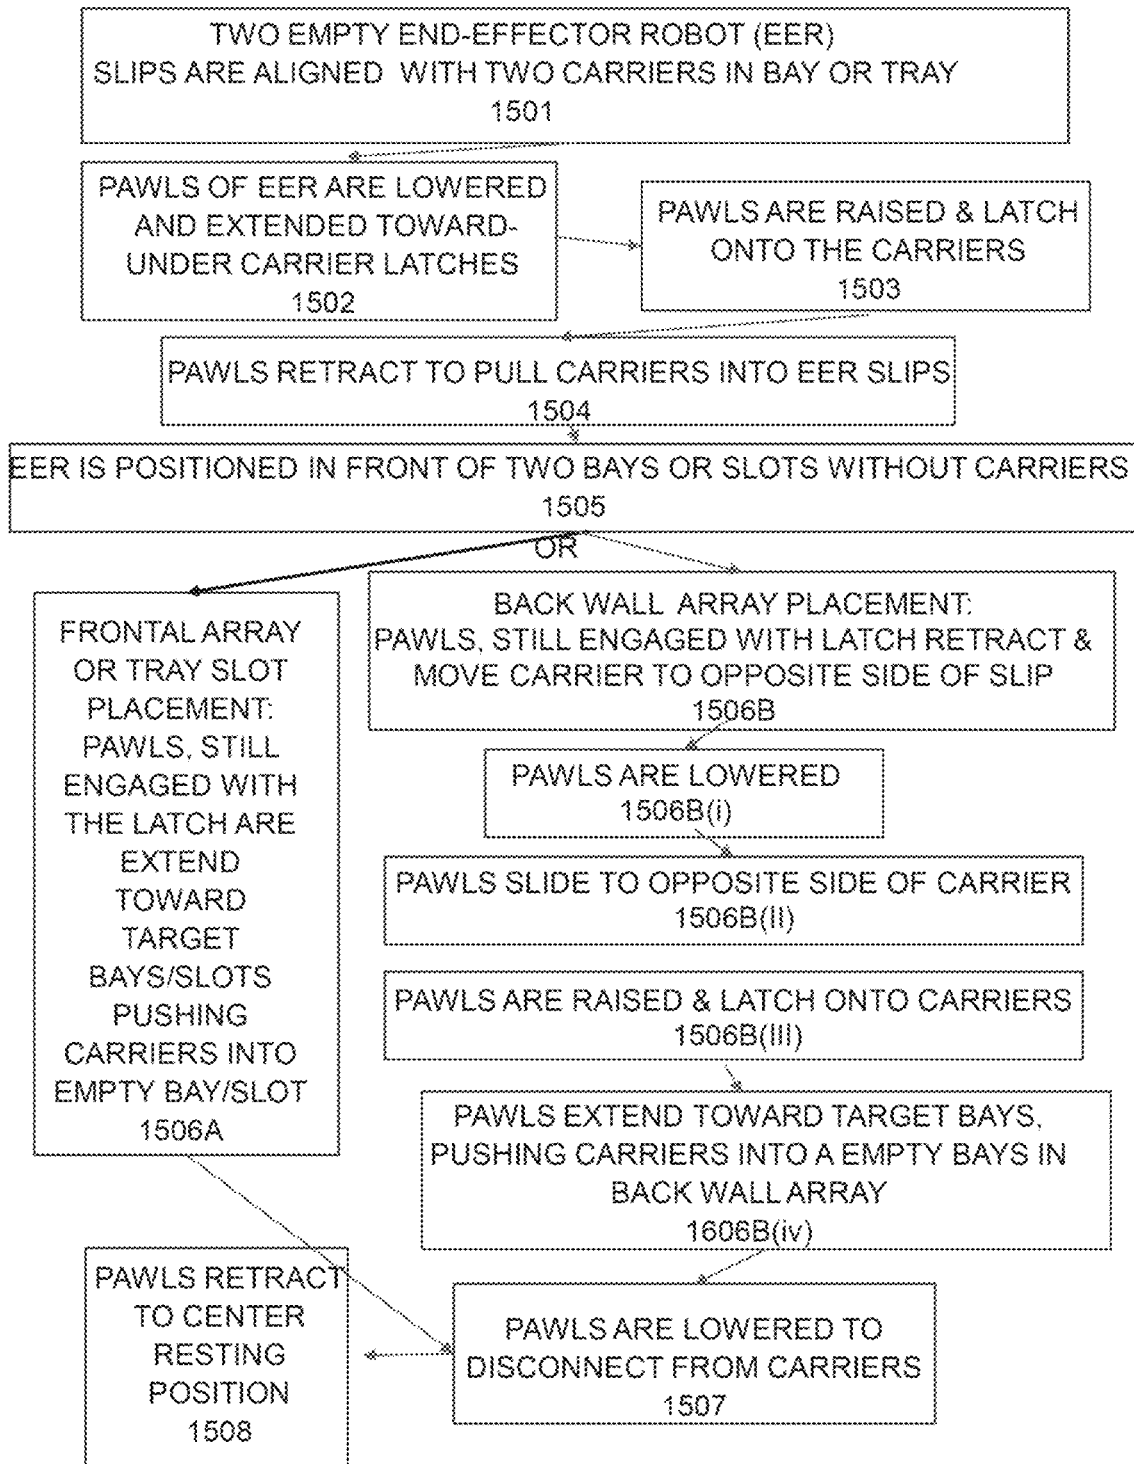 TWO EMPTY END-EFFECTOR ROBOT (EER)
SLIPS ARE ALIGNED WITH TWO CARRIERS IN BAY OR TRAY
1501
PAWLS OF EER ARE LOWERED
AND EXTENDED TOWARD-
UNDER CARRIER LATCHES
1502
PAWLS ARE RAISED & LATCH
ONTO THE CARRIERS
1503
PAWLS RETRACT TO PULL CARRIERS INTO EER SLIPS
1504
EER IS POSITIONED IN FRONT OF TWO BAYS OR SLOTS WITHOUT CARRIERS
1505
OR
FRONTAL ARRAY
OR TRAY SLOT
PLACEMENT:
PAWLS, STILL
ENGAGED WITH
THE LATCH ARE
EXTEND
TOWARD
TARGET
BAYS/SLOTS
PUSHING
CARRIERS INTO
EMPTY BAY/SLOT
1506A
BACK WALL ARRAY PLACEMENT:
PAWLS, STILL ENGAGED WITH LATCH RETRACT &
MOVE CARRIER TO OPPOSITE SIDE OF SLIP
1506B
PAWLS ARE LOWERED
1506B(i)
PAWLS SLIDE TO OPPOSITE SIDE OF CARRIER
1506B(II)
PAWLS ARE RAISED & LATCH ONTO CARRIERS
1506B(III)
PAWLS EXTEND TOWARD TARGET BAYS,
PUSHING CARRIERS INTO A EMPTY BAYS IN
BACK WALL ARRAY
1606B(iv)
PAWLS ARE LOWERED TO
DISCONNECT FROM CARRIERS
1507
PAWLS RETRACT
TO CENTER
RESTING
POSITION
1508